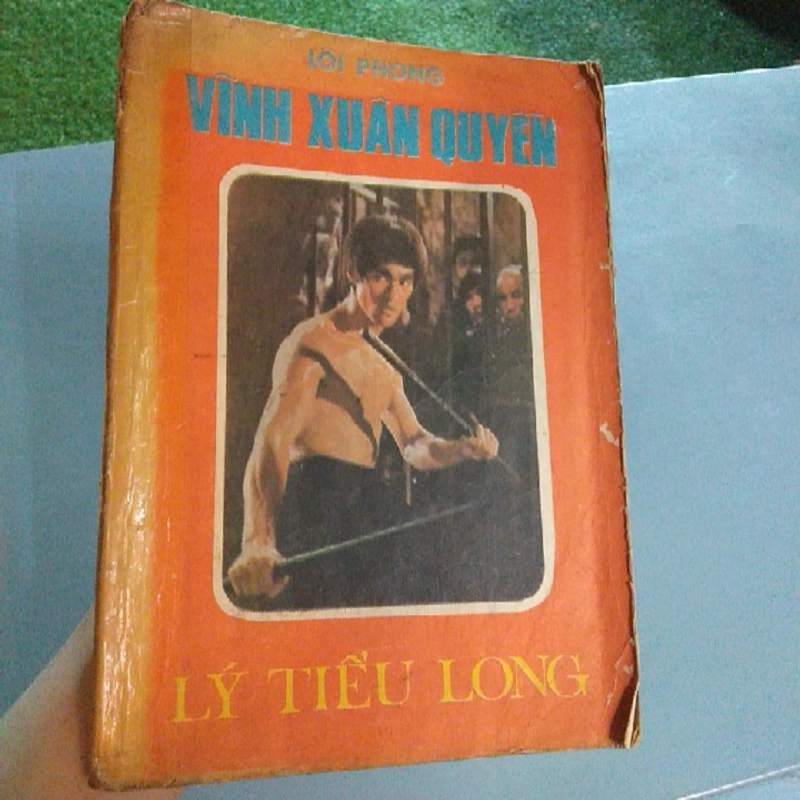 LÔI PHONG
VĨNH XUÂN QUYỀN
LÝ TIỂU LONG